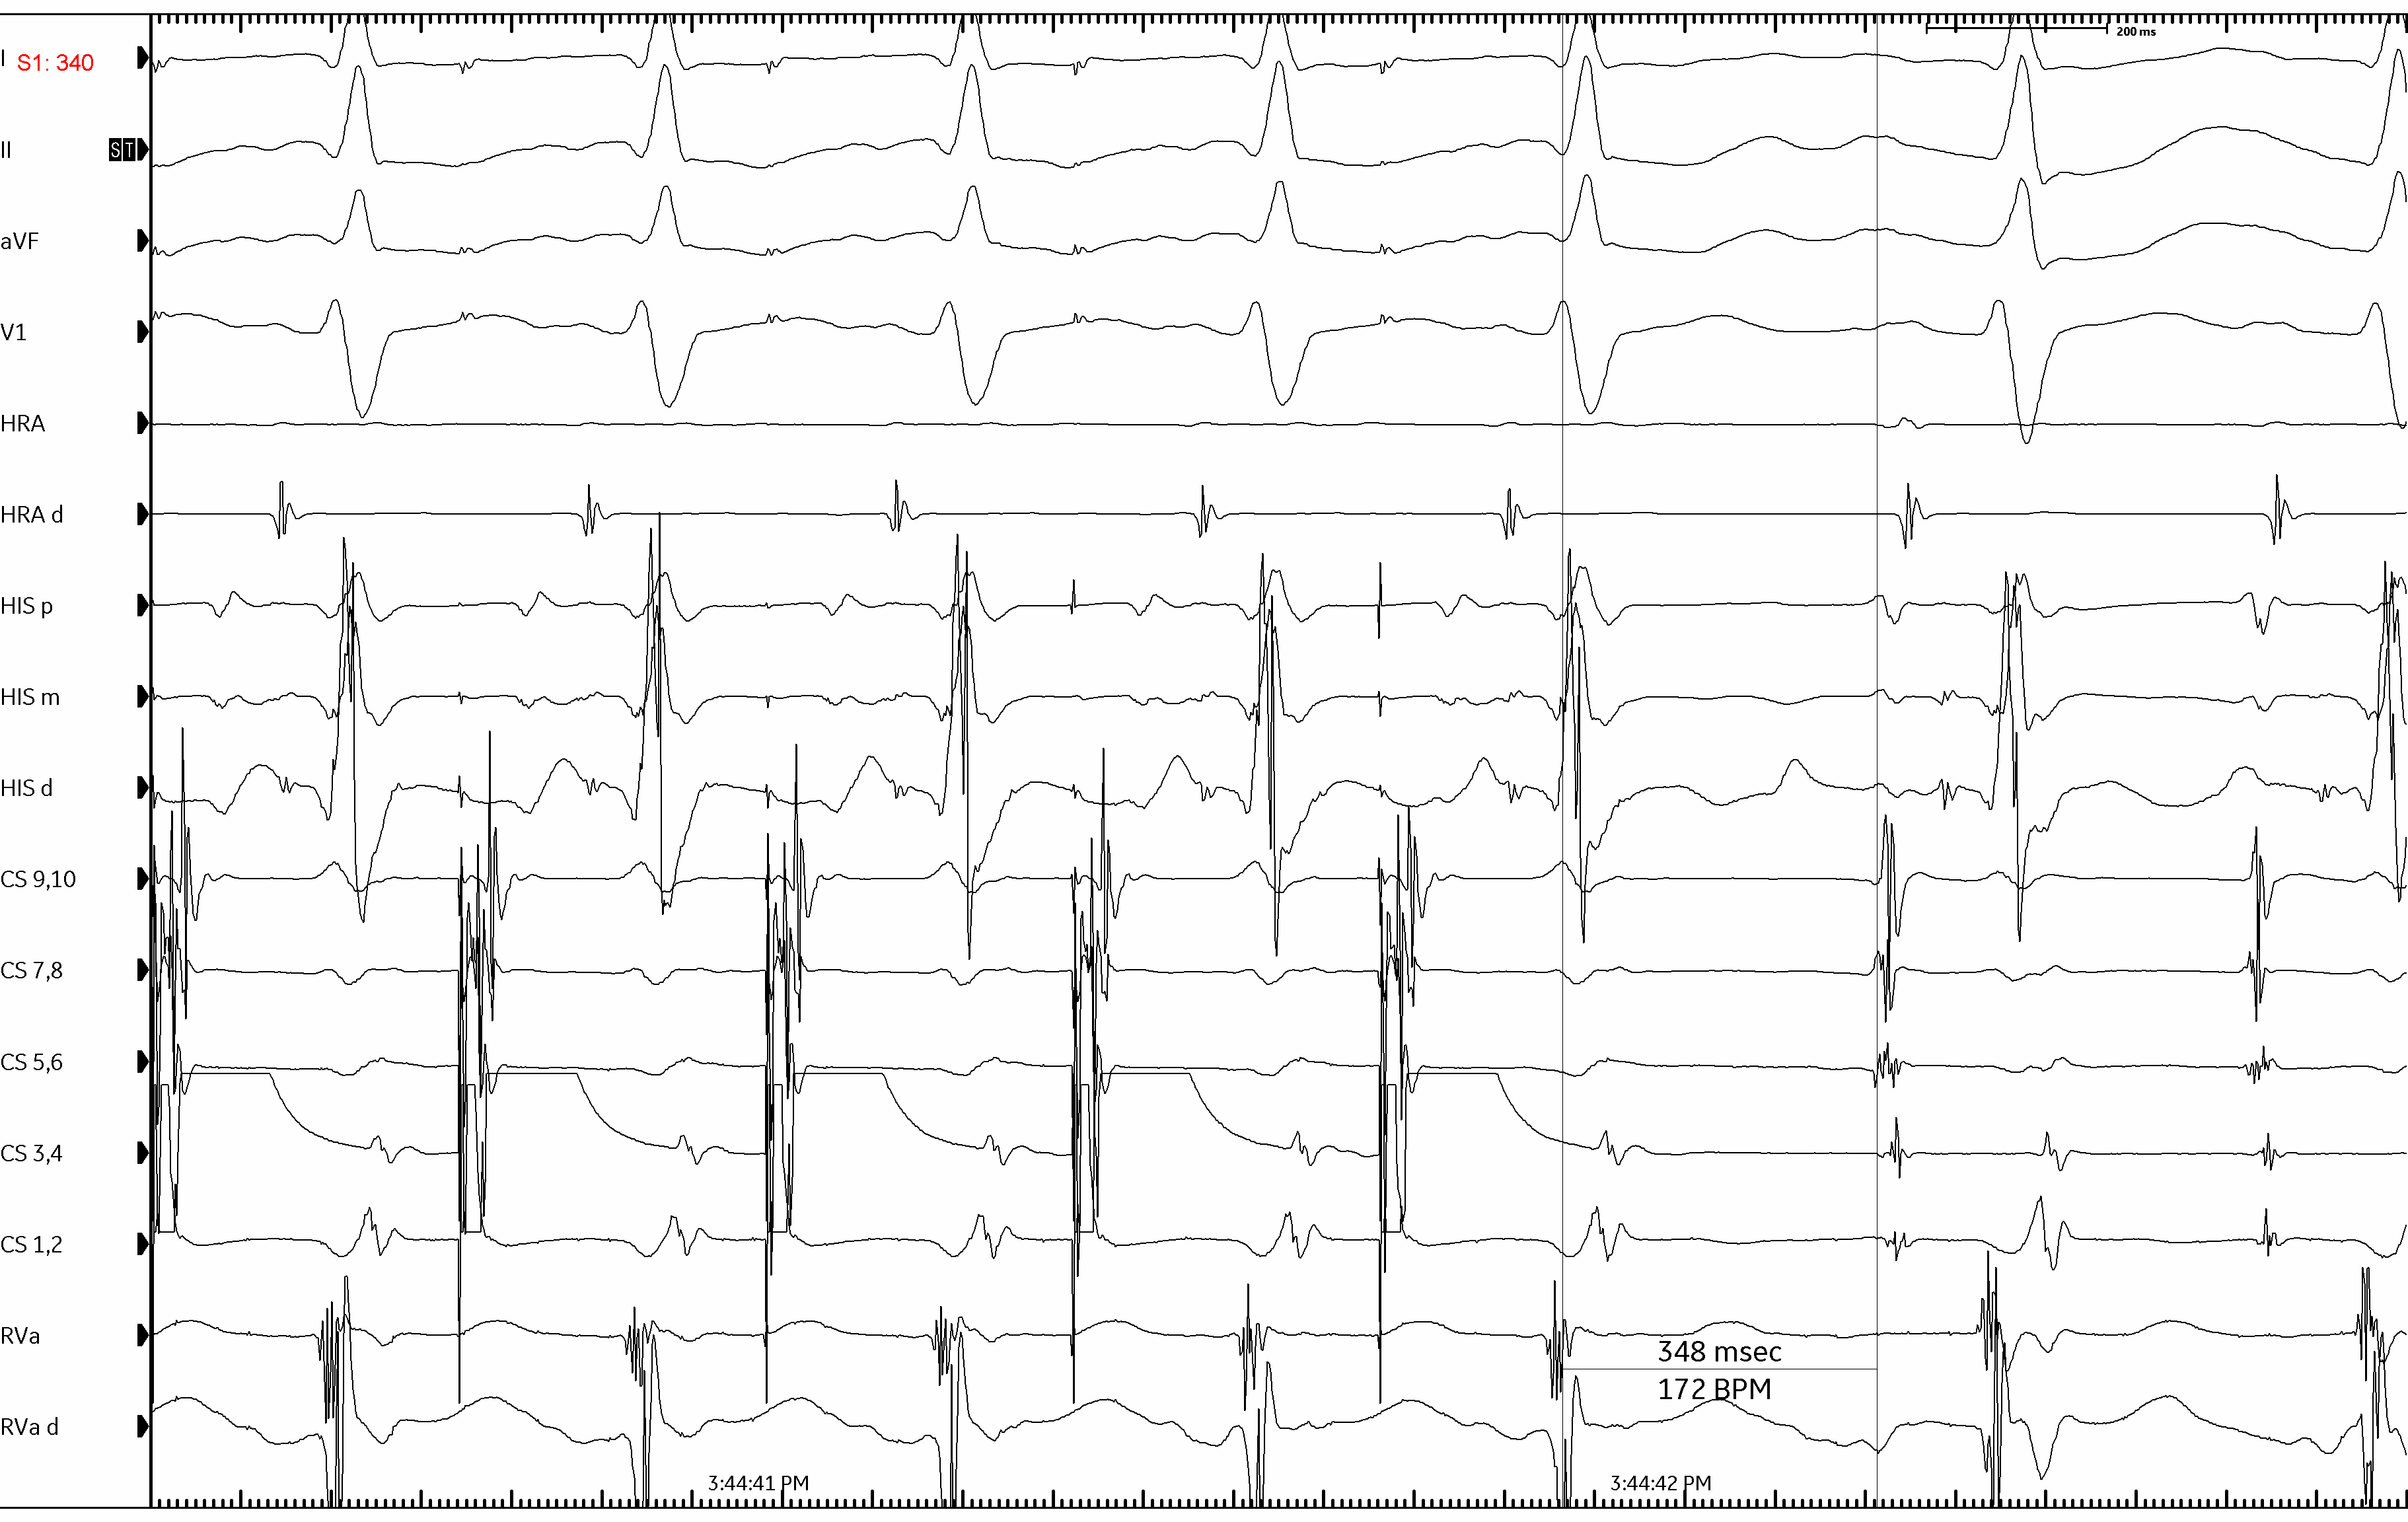 I
S1: 340
200 ms
II
ST
aVF
V1
HRA
HRA d
HIS p
HIS m
HIS d
CS 9,10
CS 7,8
CS 5,6
CS 3,4
CS 1,2
RVa
348 msec
172 BPM
RVa d
3:44:41 PM
3:44:42 PM